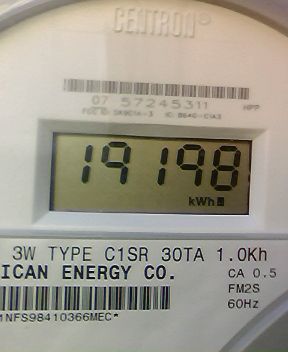 CENTRON®
07 57245311 HPP
19198
kWh
3W TYPE C1SR 30TA 1.0Kh
ICAN ENERGY CO. CA 0.5
FM2S
60Hz
1NFS98410366MEC*